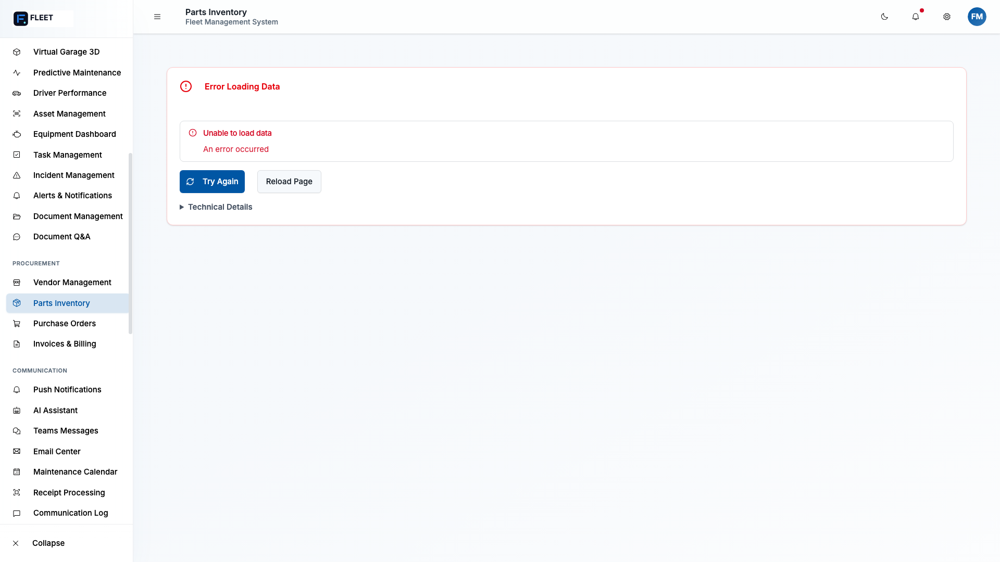 FLEET
Parts Inventory
Fleet Management System
FM
Virtual Garage 3D
Predictive Maintenance
Driver Performance
Asset Management
Equipment Dashboard
Task Management
Incident Management
Alerts & Notifications
Document Management
Document Q&A
PROCUREMENT
Vendor Management
Parts Inventory
Purchase Orders
Invoices & Billing
COMMUNICATION
Push Notifications
AI Assistant
Teams Messages
Email Center
Maintenance Calendar
Receipt Processing
Communication Log
Collapse
Error Loading Data
Unable to load data
An error occurred
Try Again
Reload Page
Technical Details